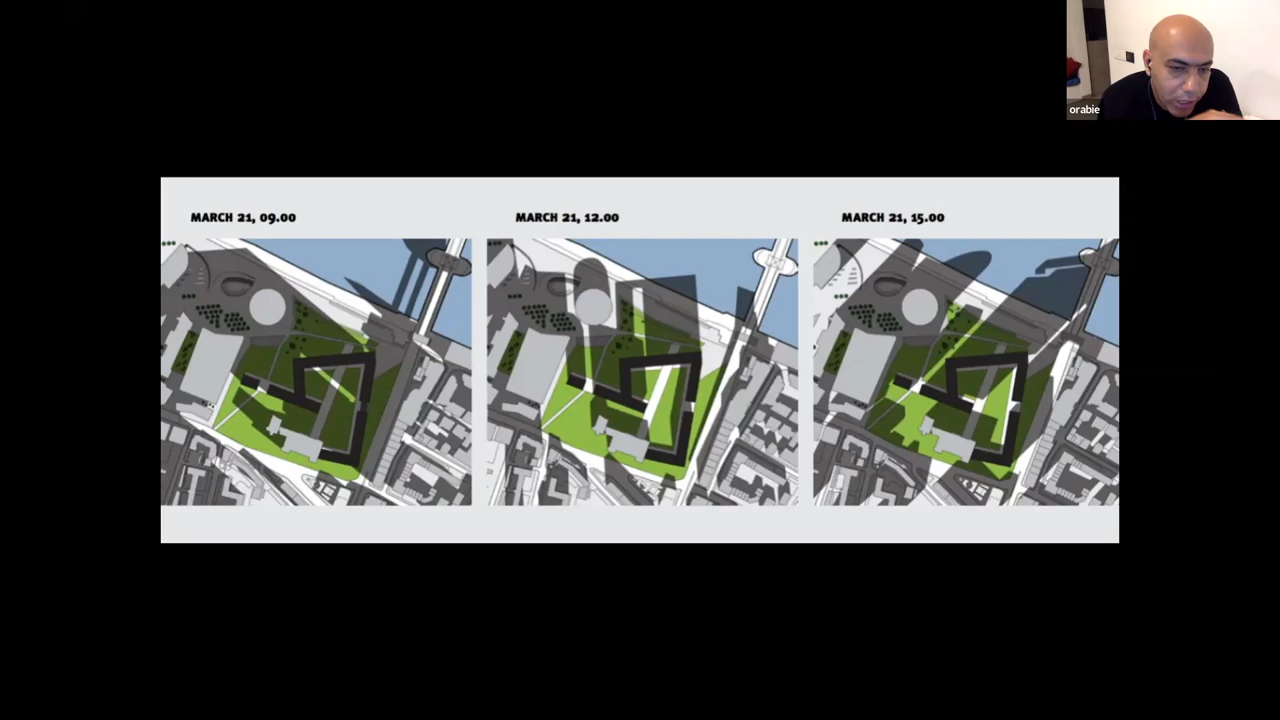 orabie
MARCH 21, 09.00
MARCH 21, 12.00
MARCH 21, 15.00